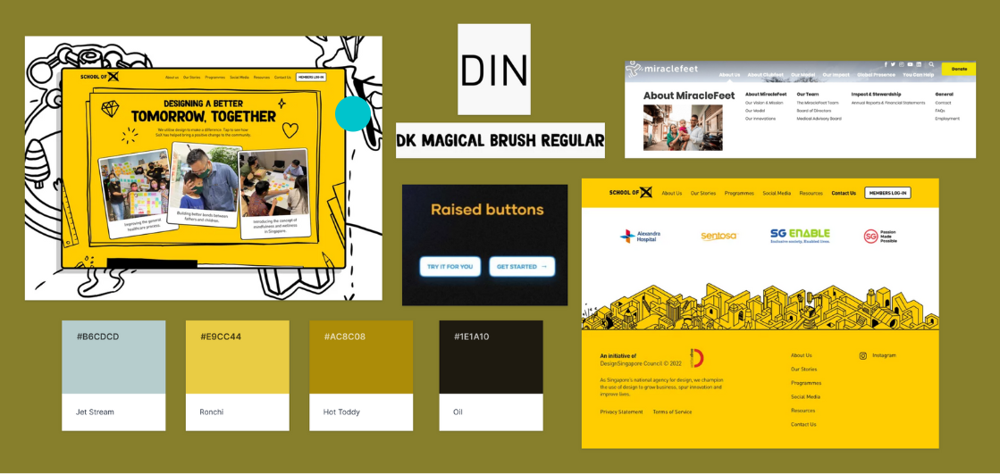 SCHOOL OF X
About us Our Stories Programmes Social Media Resources Contact Us MEMBERS LOG-IN
DESIGNING A BETTER
TOMORROW, TOGETHER
We utilise design to make a difference. Tap to see how
SoX has helped bring a positive change to the community.
Improving the general
healthcare process.
Building better bonds between
fathers and children.
Introducing the concept of
mindfulness and wellness
in Singapore.
DIN
DK MAGICAL BRUSH REGULAR
miraclefeet
Donate
About Us About Clubfoot Our Model Our Impact Global Presence You Can Help
About MiracleFeet
About MiracleFeet
Our Vision & Mission
Our Model
Our Innovations
Our Team
The MiracleFeet Team
Board of Directors
Medical Advisory Board
Impact & Stewardship
Annual Reports & Financial Statements
General
Contact
FAQs
Employment
Raised buttons
TRY IT FOR YOU
GET STARTED →
SCHOOL OF X
About Us Our Stories Programmes Social Media Resources Contact Us MEMBERS LOG-IN
Alexandra
Hospital
sentosa
SG ENABLE
Inclusive society, Enabled lives.
SG
Passion
Made
Possible
An initiative of
DesignSingapore Council © 2022
As Singapore's national agency for design, we champion
the use of design to grow business, spur innovation and
improve lives.
Privacy Statement Terms of Service
About Us
Our Stories
Programmes
Social Media
Resources
Contact Us
Instagram
#B6CDCD
Jet Stream
#E9CC44
Ronchi
#AC8C08
Hot Toddy
#1E1A10
Oil